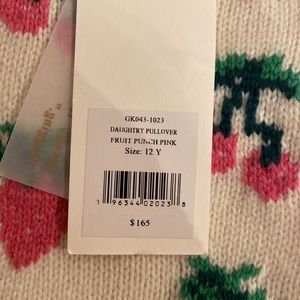 GK043-1023
DAUGHTRY PULLOVER
FRUIT PUNCH PINK
Size: 12 Y
1 96344 02023 8
$165